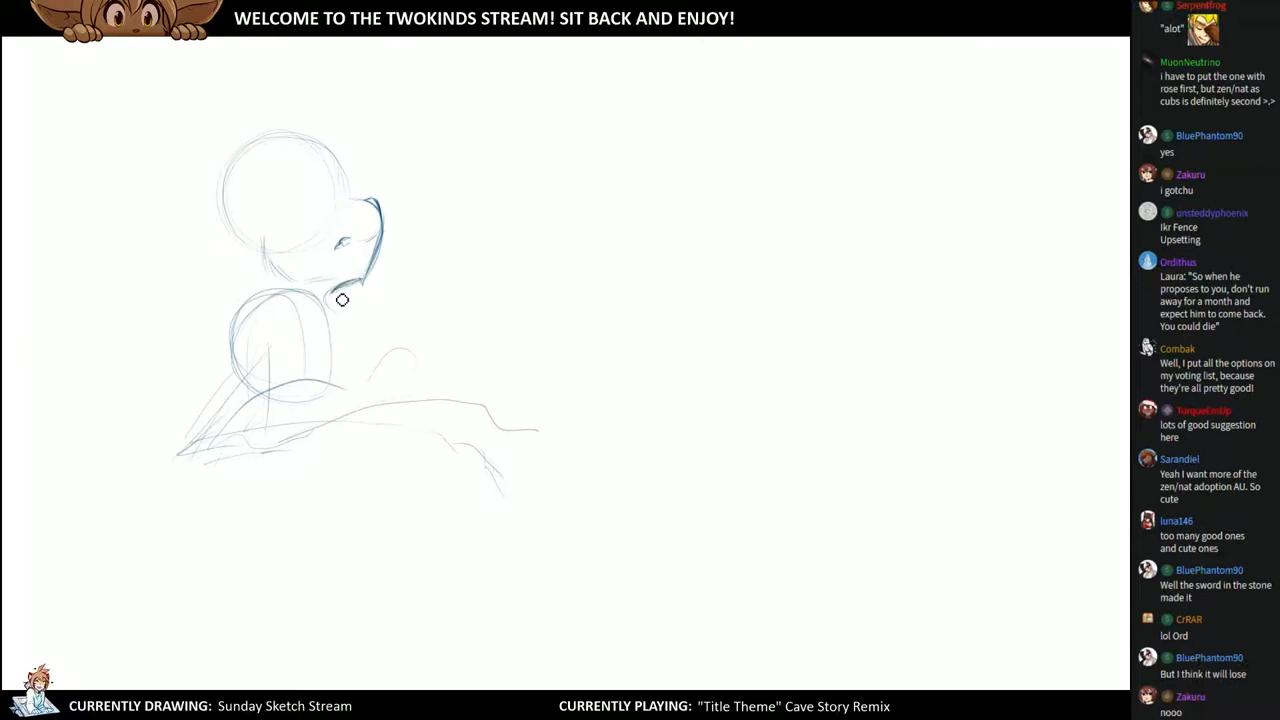 WELCOME TO THE TWOKINDS STREAM! SIT BACK AND ENJOY!
Serpentfrog
"alot"
MuonNeutrino
i have to put the one with
rose first, but zen/nat as
cubs is definitely second >.>
BluePhantom90
yes
Zakuru
i gotchu
unsteddyphoenix
Ikr Fence
Upsetting
Ordithus
Laura: "So when he
proposes to you, don't run
away for a month and
expect him to come back.
You could die"
Combak
Well, I put all the options on
my voting list, because
they're all pretty good!
TurqueEmUp
lots of good suggestion
here
Sarandiel
Yeah I want more of the
zen/nat adoption AU. So
cute
luna146
too many good ones
and cute ones
BluePhantom90
Well the sword in the stone
made it
CrRAR
lol Ord
BluePhantom90
But I think it will lose
Zakuru
nooo
CURRENTLY DRAWING: Sunday Sketch Stream
CURRENTLY PLAYING: "Title Theme" Cave Story Remix